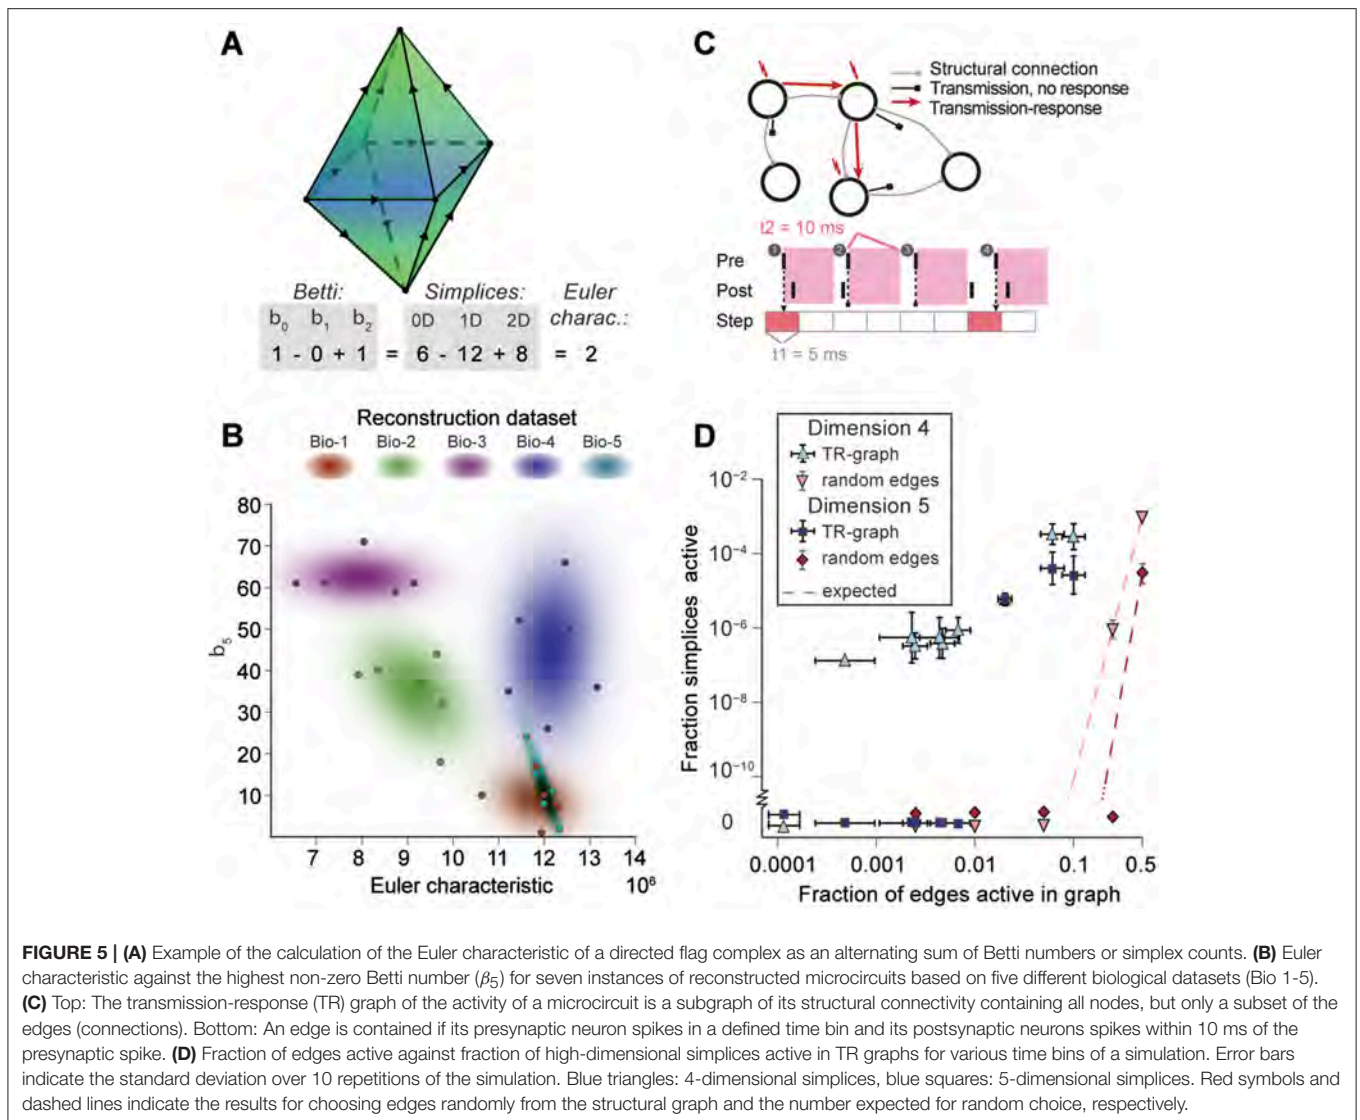 A
Betti:
Simplices:
Euler
charac.:
b0 b1 b2
0D 1D 2D
1 - 0 + 1 = 6 - 12 + 8 = 2
C
Structural connection
Transmission, no response
Transmission-response
t2 = 10 ms
1 2 3 4
Pre
Post
Step
t1 = 5 ms
B
Reconstruction dataset
Bio-1 Bio-2 Bio-3 Bio-4 Bio-5
80
70
60
50
40
30
20
10
b5
7 8 9 10 11 12 13 14
Euler characteristic
10^6
D
Dimension 4
TR-graph
random edges
Dimension 5
TR-graph
random edges
expected
10^-2
10^-4
10^-6
10^-8
10^-10
0
Fraction simplices active
0.0001 0.001 0.01 0.1 0.5
Fraction of edges active in graph
FIGURE 5 | (A) Example of the calculation of the Euler characteristic of a directed flag complex as an alternating sum of Betti numbers or simplex counts. (B) Euler
characteristic against the highest non-zero Betti number (β5) for seven instances of reconstructed microcircuits based on five different biological datasets (Bio 1-5).
(C) Top: The transmission-response (TR) graph of the activity of a microcircuit is a subgraph of its structural connectivity containing all nodes, but only a subset of the
edges (connections). Bottom: An edge is contained if its presynaptic neuron spikes in a defined time bin and its postsynaptic neurons spikes within 10 ms of the
presynaptic spike. (D) Fraction of edges active against fraction of high-dimensional simplices active in TR graphs for various time bins of a simulation. Error bars
indicate the standard deviation over 10 repetitions of the simulation. Blue triangles: 4-dimensional simplices, blue squares: 5-dimensional simplices. Red symbols and
dashed lines indicate the results for choosing edges randomly from the structural graph and the number expected for random choice, respectively.